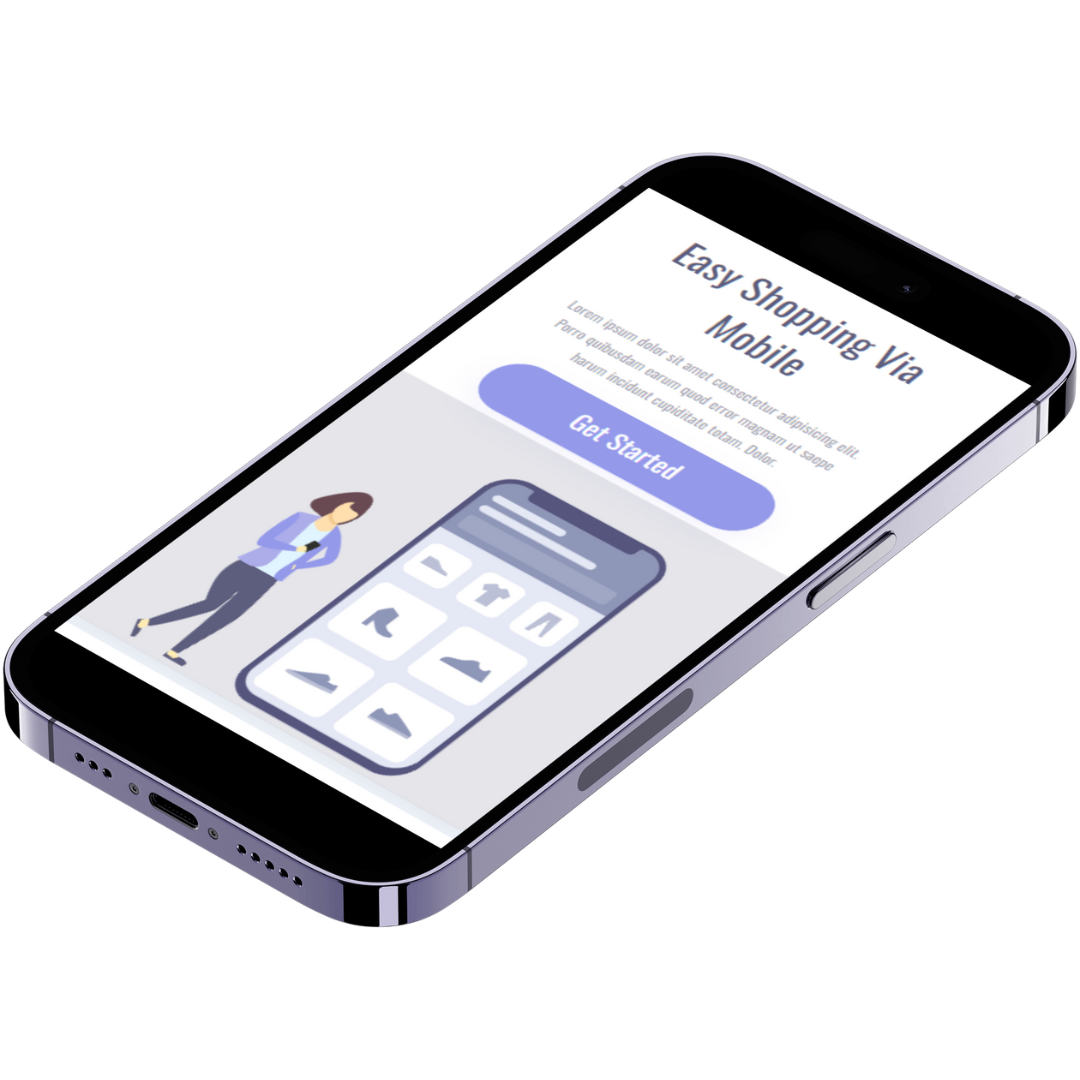 Easy Shopping Via
Mobile
Lorem ipsum dolor sit amet consectetur adipisicing elit.
Porro quibusdam earum quod error magnam ut saepe
harum incidunt cupiditate totam. Dolor.
Get Started